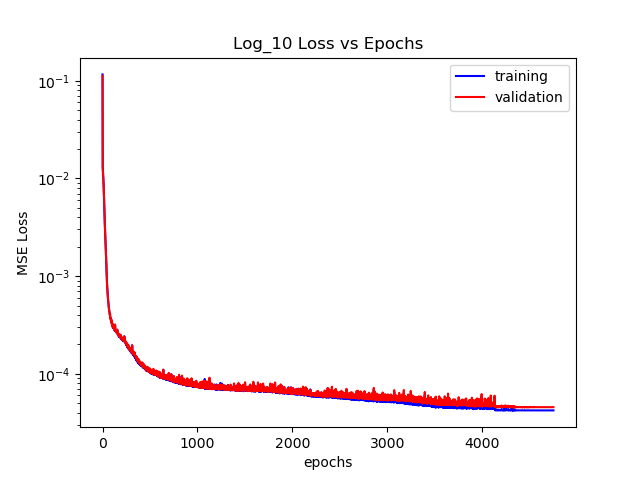 Log_10 Loss vs Epochs
training
validation
MSE Loss
10⁻¹
10⁻²
10⁻³
10⁻⁴
0 1000 2000 3000 4000
epochs